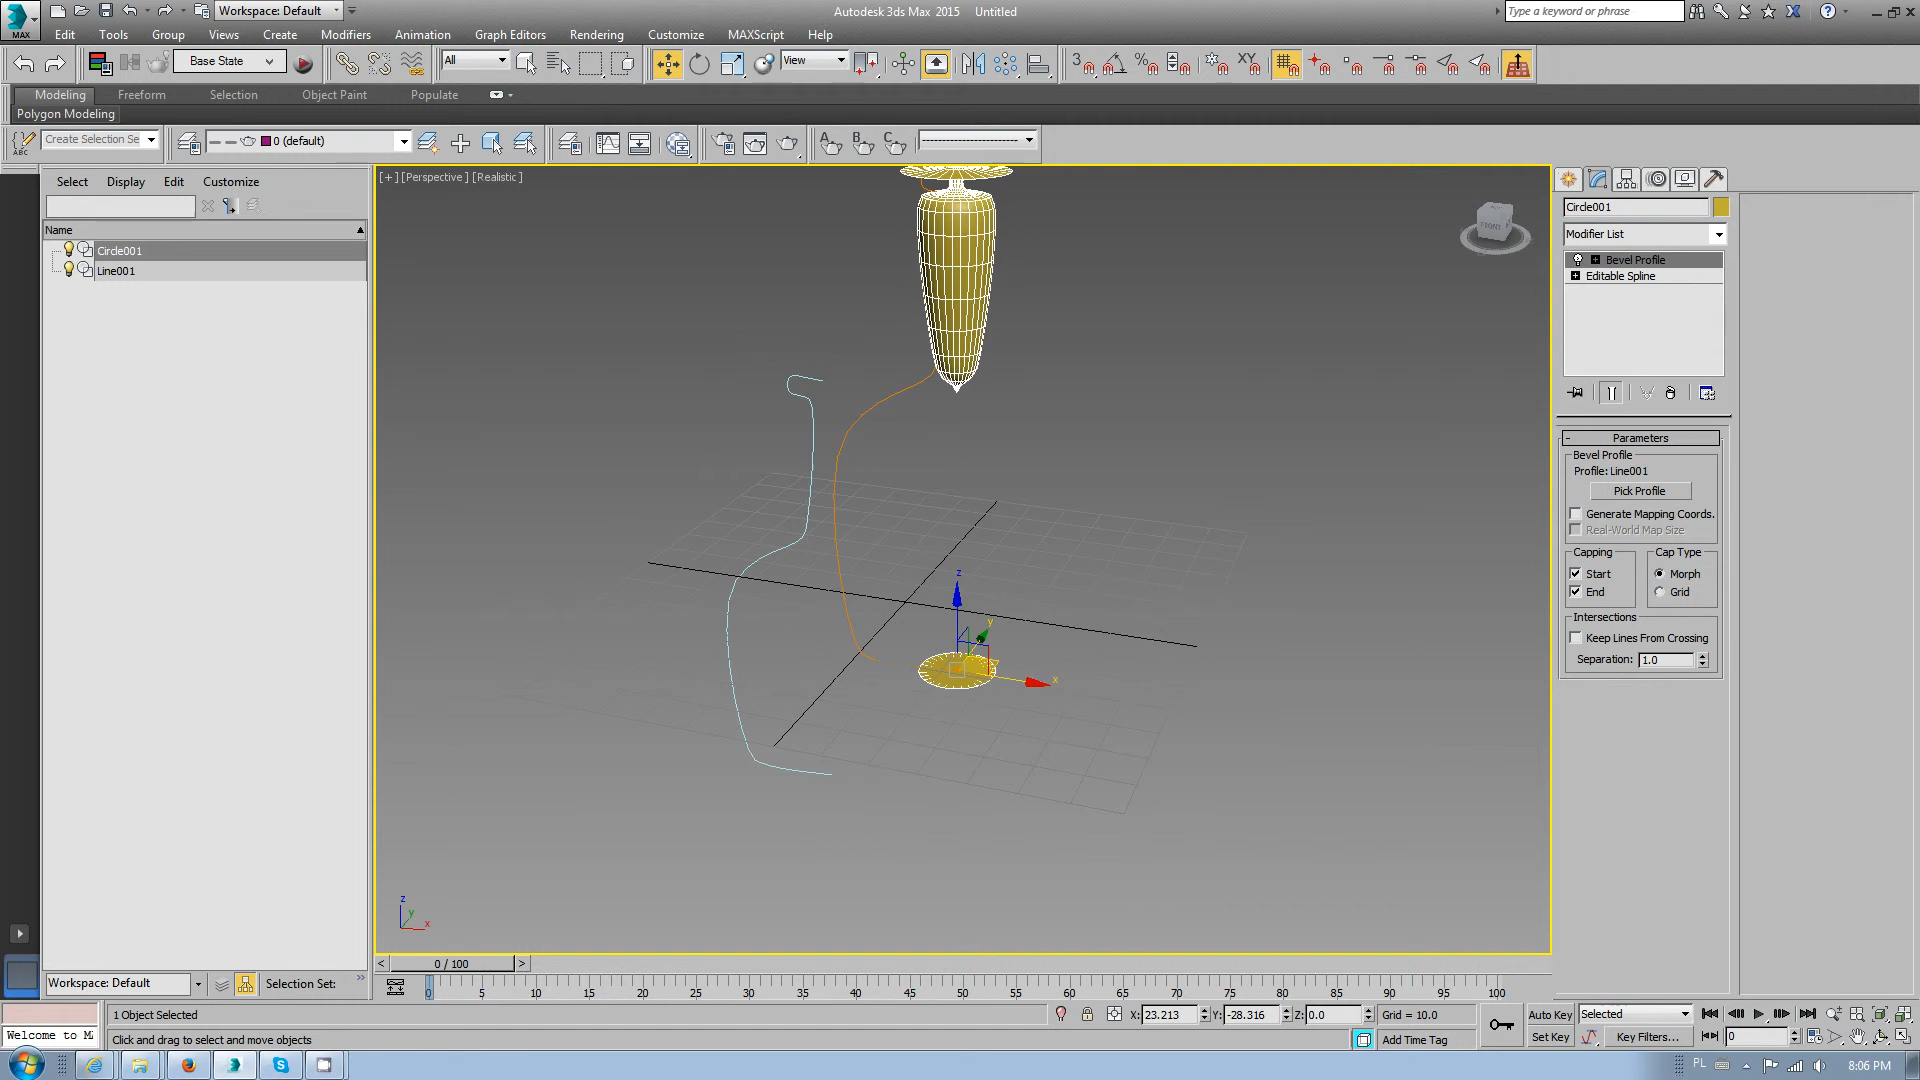 Workspace: Default
Autodesk 3ds Max 2015 Untitled
Type a keyword or phrase
MAX
Edit Tools Group Views Create Modifiers Animation Graph Editors Rendering Customize MAXScript Help
Base State
All
View
3
XY
Modeling Freeform Selection Object Paint Populate
Polygon Modeling
ABC
Create Selection Se
0 (default)
A B C
Select Display Edit Customize
Name
Circle001
Line001
[+] [Perspective] [Realistic]
FRONT
z
y
x
z
y
x
Circle001
Modifier List
Bevel Profile
Editable Spline
Parameters
Bevel Profile
Profile: Line001
Pick Profile
Generate Mapping Coords.
Real-World Map Size
Capping
Start
End
Cap Type
Morph
Grid
Intersections
Keep Lines From Crossing
Separation: 1.0
< 0 / 100 >
Workspace: Default
Selection Set:
0 5 10 15 20 25 30 35 40 45 50 55 60 65 70 75 80 85 90 95 100
1 Object Selected
X: 23.213 Y: -28.316 Z: 0.0
Grid = 10.0
Auto Key
Selected
Welcome to M
Click and drag to select and move objects
Add Time Tag
Set Key
Key Filters...
0
PL
8:06 PM